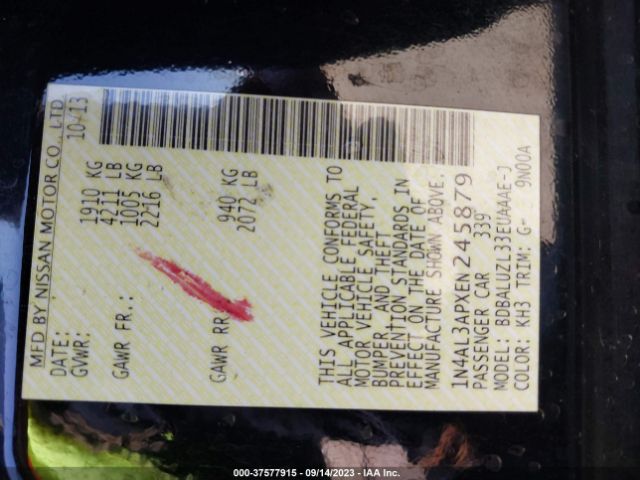 MFD BY NISSAN MOTOR CO.,LTD
DATE: 10/13
GVWR: 1910 KG
4211 LB
GAWR FR.: 1005 KG
2216 LB
GAWR RR.: 940 KG
2072 LB
THIS VEHICLE CONFORMS TO
ALL APPLICABLE FEDERAL
MOTOR VEHICLE SAFETY,
BUMPER, AND THEFT
PREVENTION STANDARDS IN
EFFECT ON THE DATE OF
MANUFACTURE SHOWN ABOVE.
1N4AL3APXEN245879
PASSENGER CAR 339
MODEL: BDBALUZL33EUAAAE-J
COLOR: KH3 TRIM: G- 9N00A
000-37577915 - 09/14/2023 - IAA Inc.